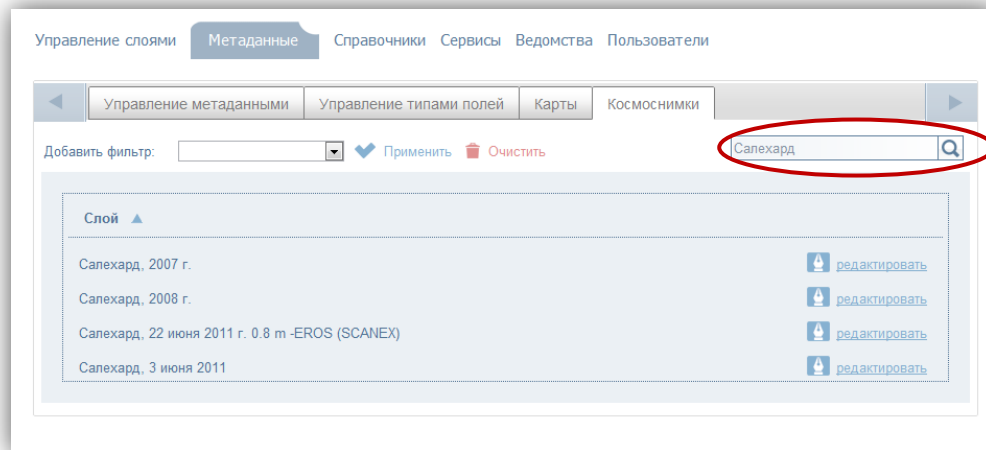 Управление слоями Метаданные Справочники Сервисы Ведомства Пользователи
Управление метаданными Управление типами полей Карты Космоснимки
Добавить фильтр: Применить Очистить Салехард
Слой
Салехард, 2007 г. редактировать
Салехард, 2008 г. редактировать
Салехард, 22 июня 2011 г. 0.8 m -EROS (SCANEX) редактировать
Салехард, 3 июня 2011 редактировать